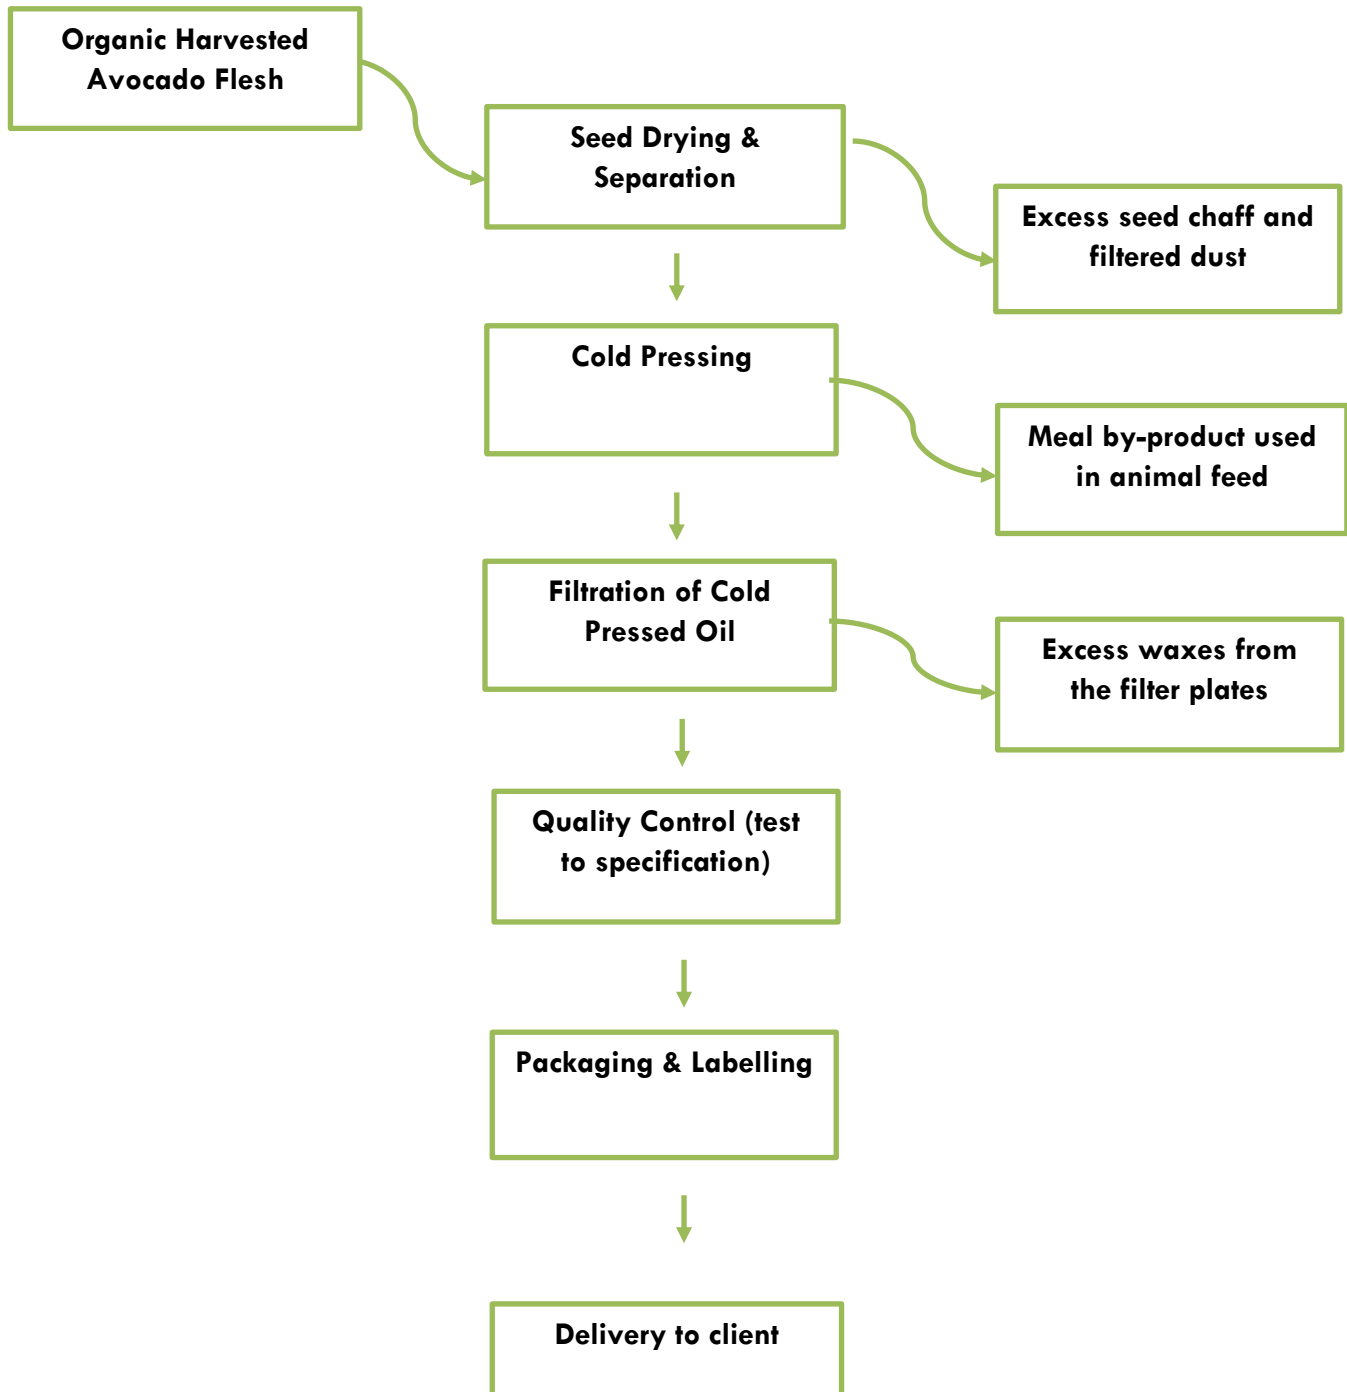 Organic Harvested
Avocado Flesh
Seed Drying &
Separation
Excess seed chaff and
filtered dust
Cold Pressing
Meal by-product used
in animal feed
Filtration of Cold
Pressed Oil
Excess waxes from
the filter plates
Quality Control (test
to specification)
Packaging & Labelling
Delivery to client